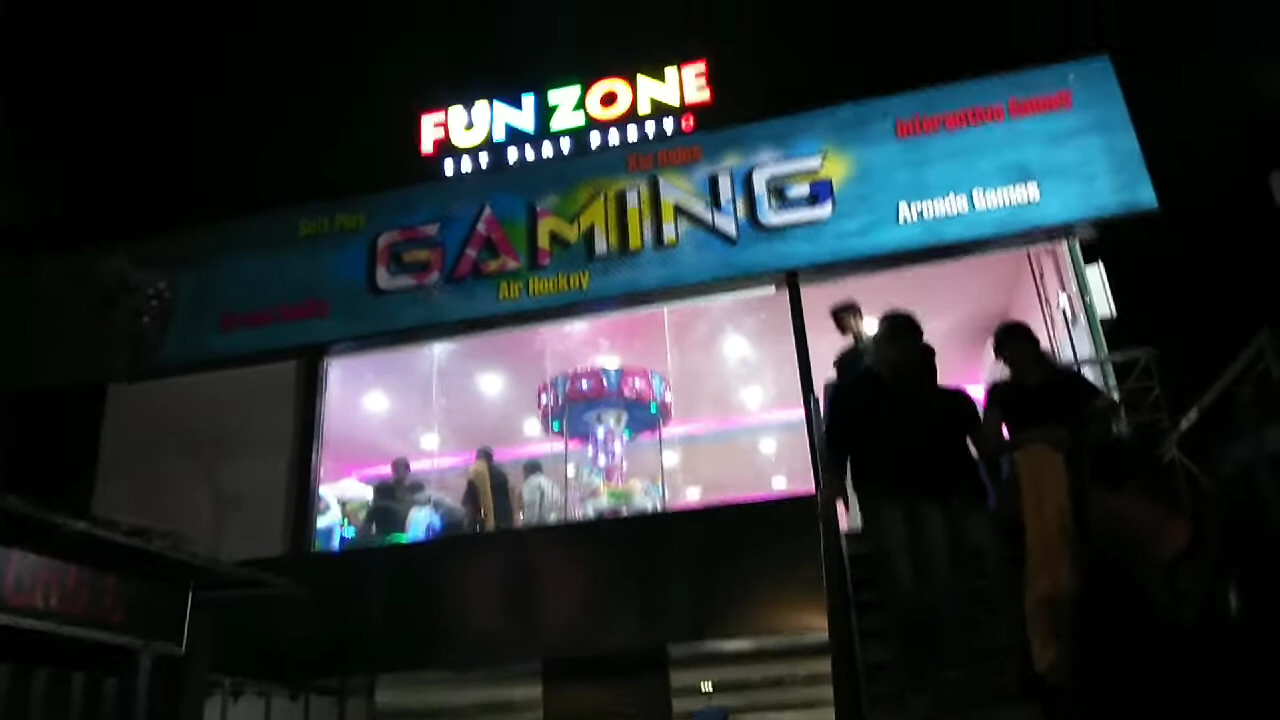 FUN ZONE
EAT PLAY PARTY
Kid Rides
Interactive Games
Soft Play
GAMING
Arcade Games
Air Hockey